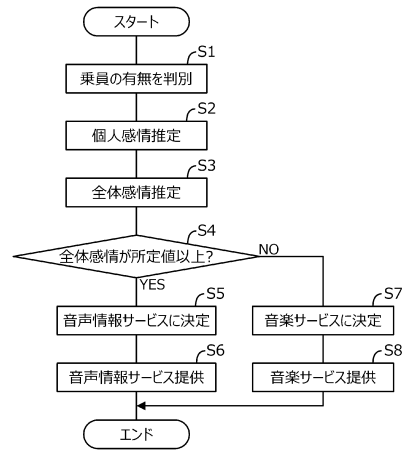 スタート
S1
乗員の有無を判別
S2
個人感情推定
S3
全体感情推定
S4
全体感情が所定値以上?
NO
YES
S5
音声情報サービスに決定
S7
音楽サービスに決定
S6
音声情報サービス提供
S8
音楽サービス提供
エンド